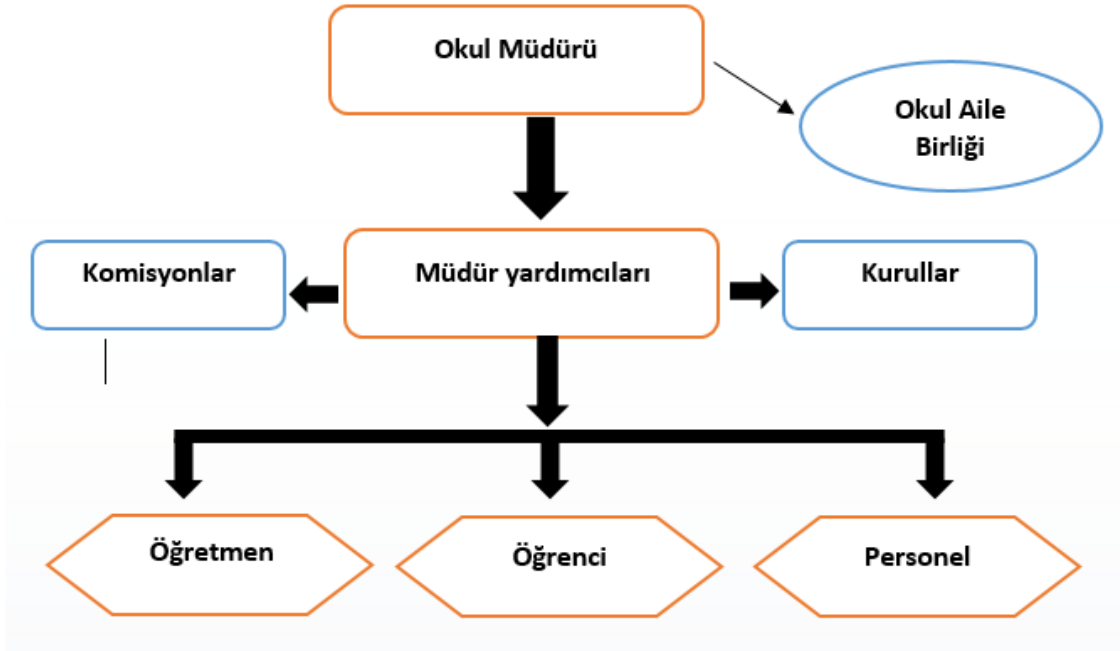 Okul Müdürü
Okul Aile
Birliği
Komisyonlar
Müdür yardımcıları
Kurullar
Öğretmen
Öğrenci
Personel